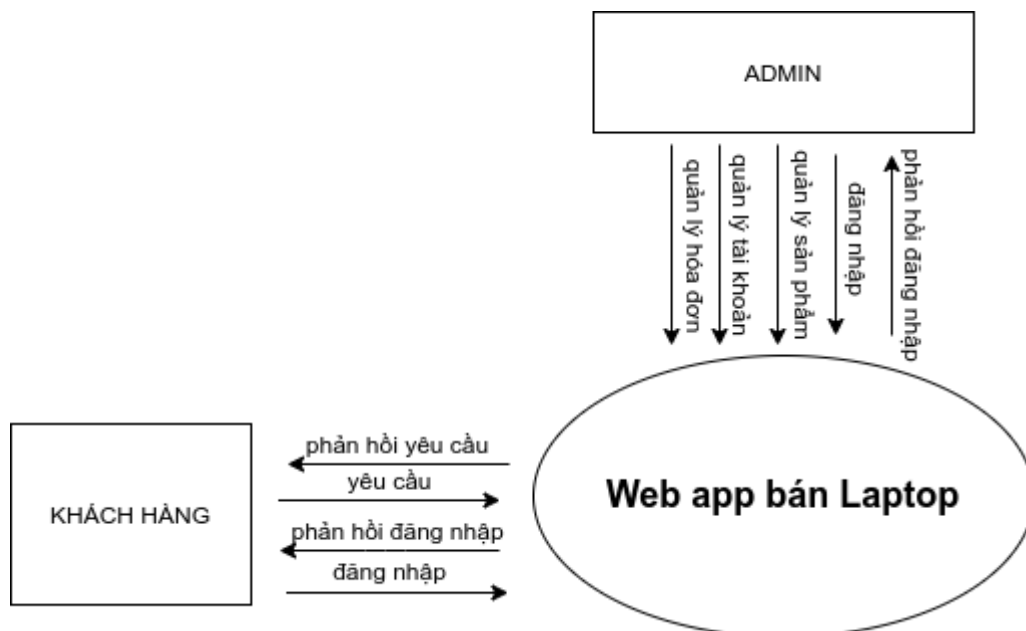 ADMIN
quản lý hóa đơn
quản lý tài khoản
quản lý sản phẩm
đăng nhập
phản hồi đăng nhập
phản hồi yêu cầu
yêu cầu
phản hồi đăng nhập
đăng nhập
KHÁCH HÀNG
Web app bán Laptop